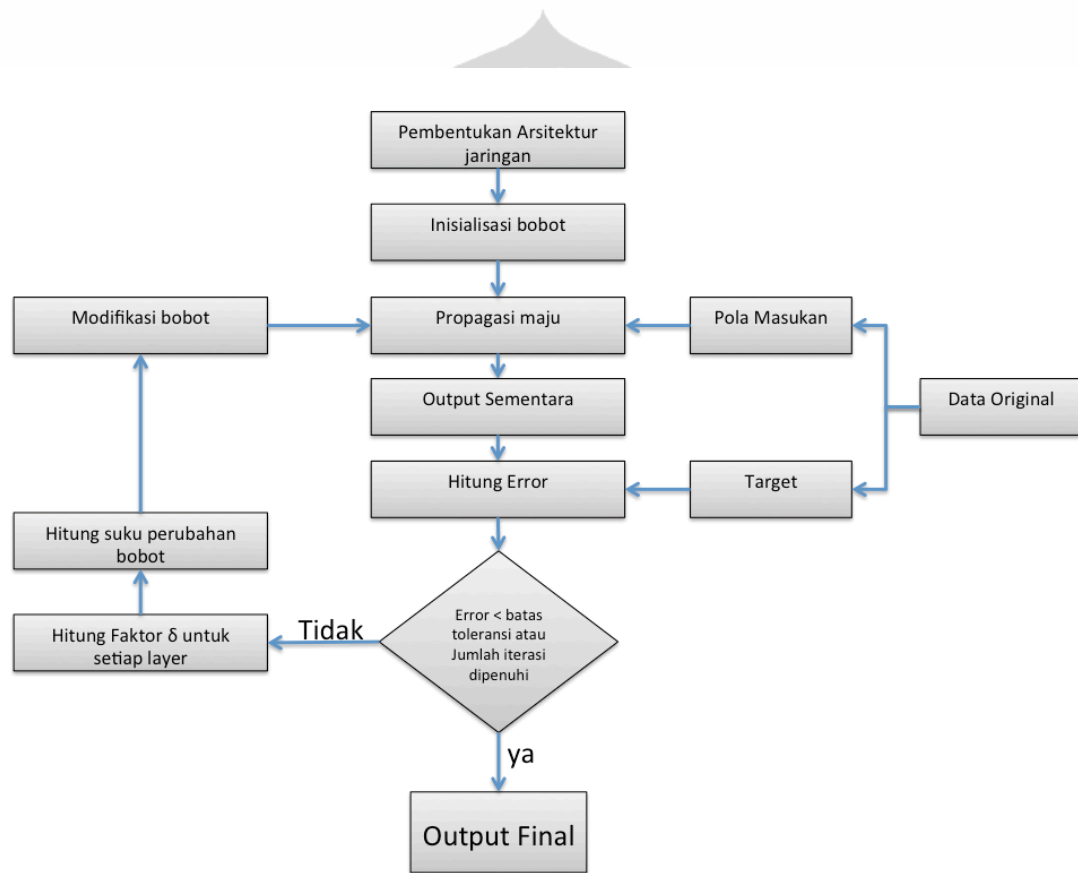 Pembentukan Arsitektur
jaringan
Inisialisasi bobot
Modifikasi bobot
Propagasi maju
Pola Masukan
Output Sementara
Data Original
Hitung Error
Target
Hitung suku perubahan
bobot
Error < batas
toleransi atau
Jumlah iterasi
dipenuhi
Tidak
Hitung Faktor δ untuk
setiap layer
ya
Output Final